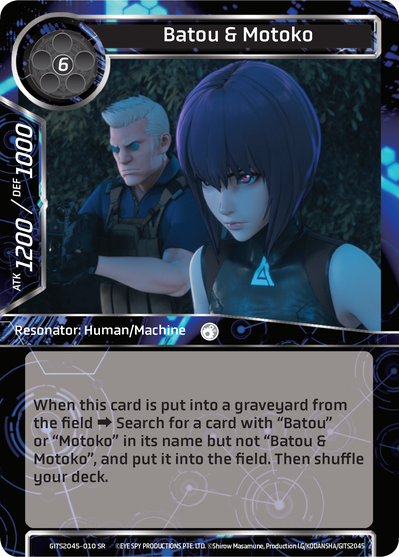 Batou & Motoko
6
ATK 1200 / DEF 1000
Resonator: Human/Machine
When this card is put into a graveyard from
the field ➡ Search for a card with “Batou”
or “Motoko” in its name but not “Batou &
Motoko”, and put it into the field. Then shuffle
your deck.
GITS2045-010 SR ©EYE SPY PRODUCTIONS PTE. LTD. ©Shirow Masamune, Production I.G/KODANSHA/GITS2045